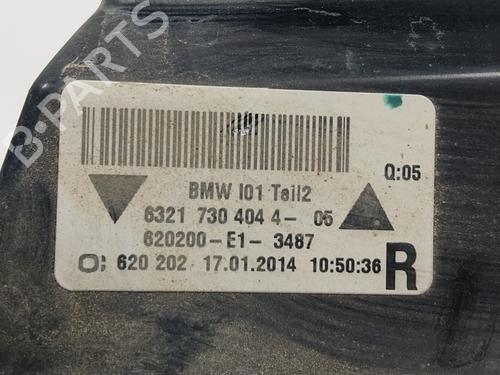 B-PARTS
Q:05
BMW I01 Teil2
6321 730 404 4- 05
620200-E1- 3487
620 202 17.01.2014 10:50:36 R